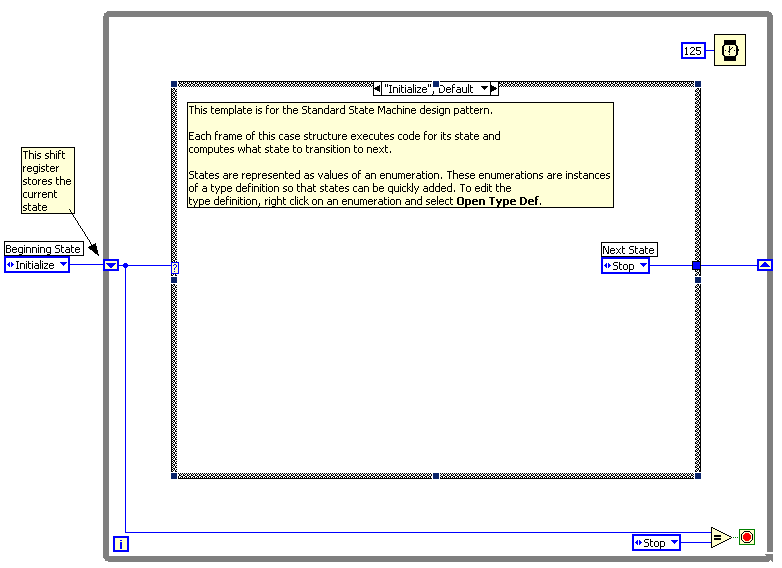 125
"Initialize", Default
This template is for the Standard State Machine design pattern.
Each frame of this case structure executes code for its state and
computes what state to transition to next.
States are represented as values of an enumeration. These enumerations are instances
of a type definition so that states can be quickly added. To edit the
type definition, right click on an enumeration and select Open Type Def.
This shift
register
stores the
current
state
Beginning State
Initialize
?
Next State
Stop
i
Stop
=